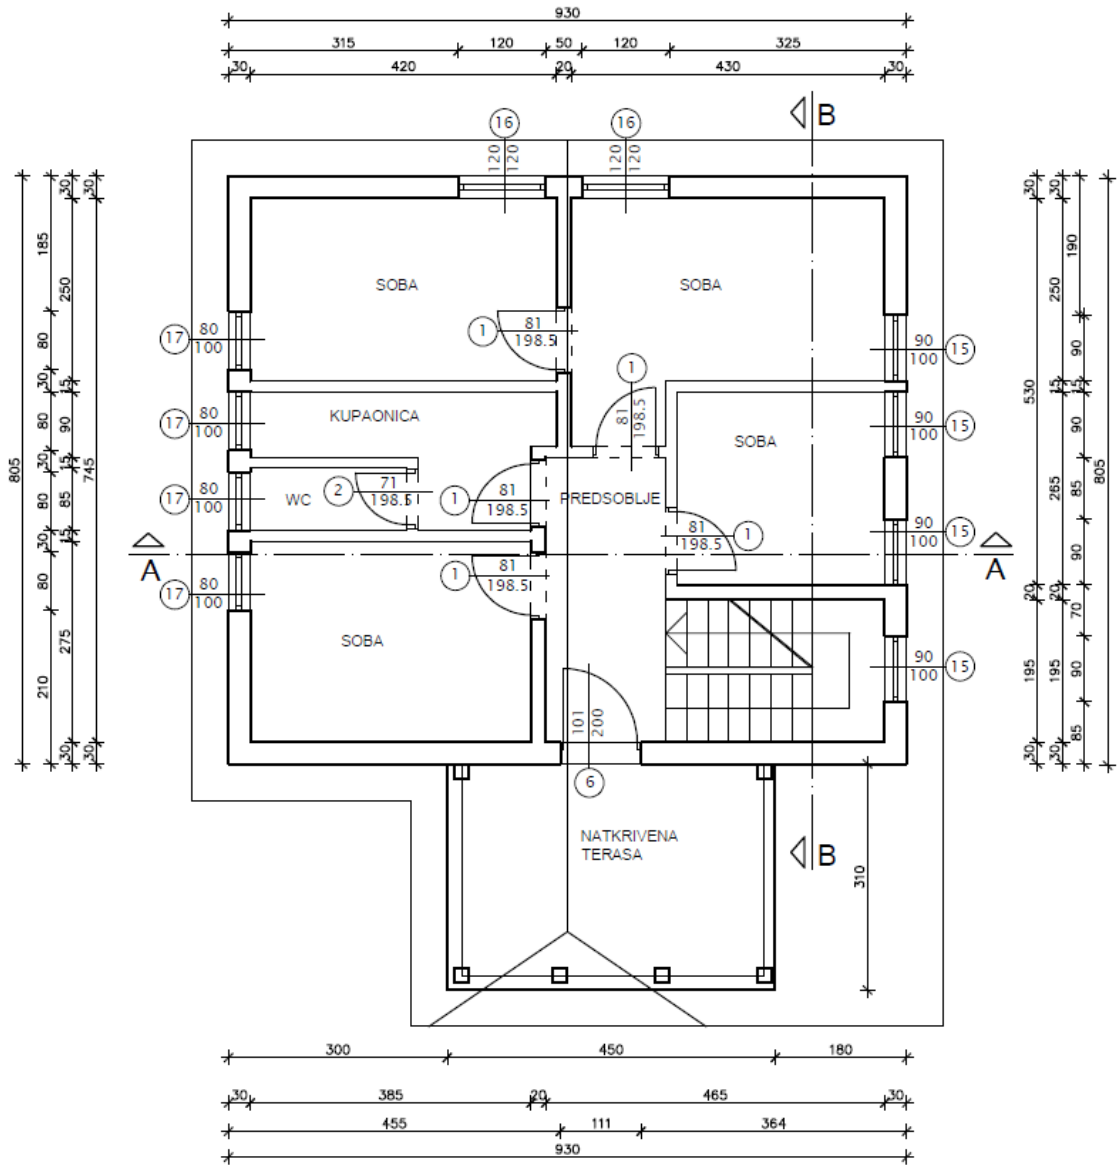 930
315 120 50 120 325
30 420 20 430 30
B
16 16
120 120
120 120
30 30 30 30
185 190
250 250
SOBA SOBA
81 1
198.5
17 80 90 15
100 100
80 90
1
81
198.5
30 15 15 15
530
80 90
17 80 KUPAONICA SOBA 90 15
100 100
30 15
805 745 265 85 805
2 71
198.5
1 81
198.5
PREDSOBLJE
17 80 WC
100
80 85
81 1
198.5
90 15
100
30 15 90
A A
1 81
198.5
17 80
100
80
20 20
275 70
SOBA
210
195 195 90
90 15
100
101
200
85
30 30 30 30
6
NATKRIVENA
TERASA
B
310
300 450 180
30 385 20 465 30
455 111 364
930